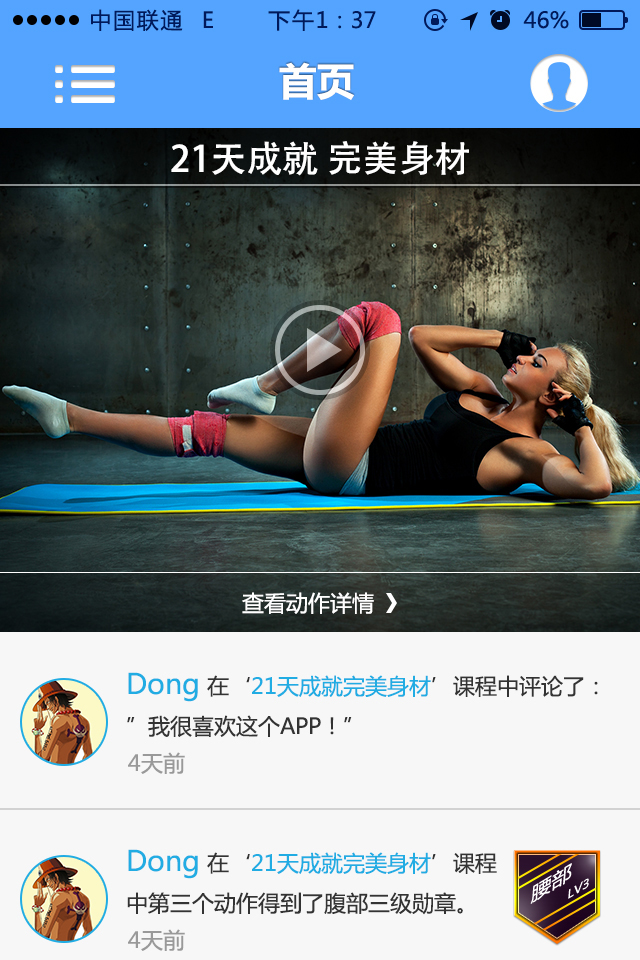 中国联通 E 下午1：37 46%
首页
21天成就 完美身材
查看动作详情 》
Dong 在‘21天成就完美身材’课程中评论了：
”我很喜欢这个APP！”
4天前
Dong 在‘21天成就完美身材’课程
中第三个动作得到了腹部三级勋章。
腰部
LV3
4天前